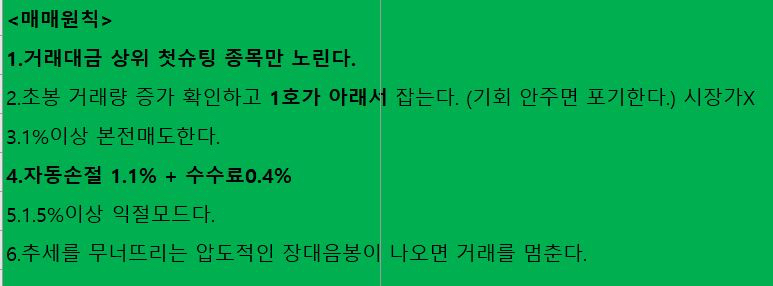 <매매원칙>
1.거래대금 상위 첫슈팅 종목만 노린다.
2.초봉 거래량 증가 확인하고 1호가 아래서 잡는다. (기회 안주면 포기한다.) 시장가X
3.1%이상 본전매도한다.
4.자동손절 1.1% + 수수료0.4%
5.1.5%이상 익절모드다.
6.추세를 무너뜨리는 압도적인 장대음봉이 나오면 거래를 멈춘다.